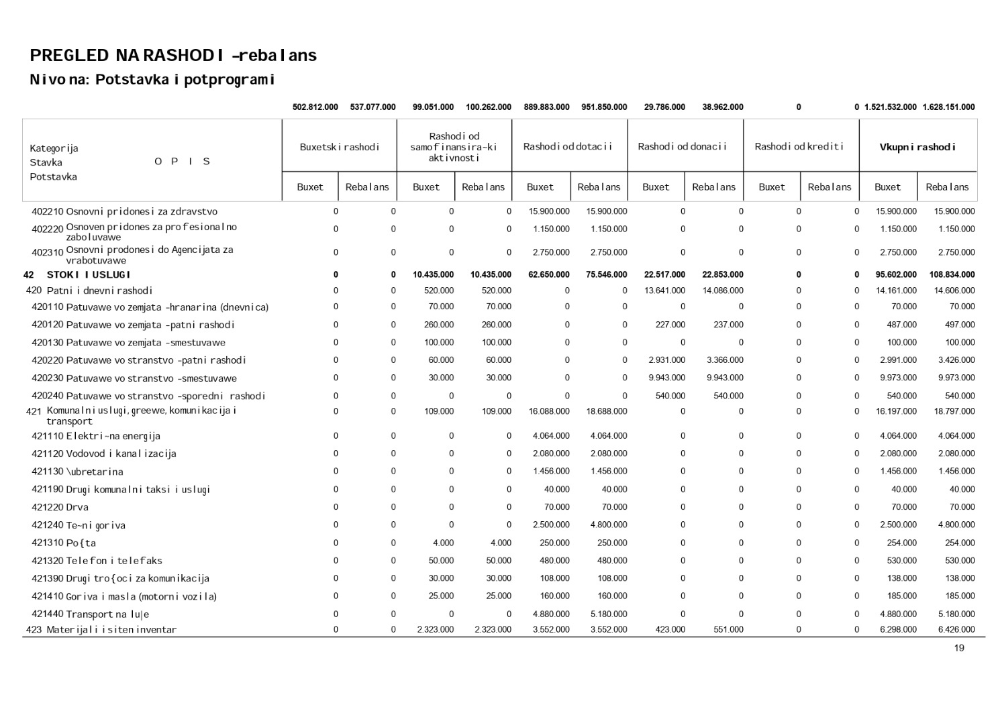 PREGLED NA RASHODI -rebalans
Nivo na: Potstavka i potprogrami
502.812.000 537.077.000 99.051.000 100.262.000 889.883.000 951.850.000 29.786.000 38.962.000 0 0 1.521.532.000 1.628.151.000
Kategorija
Stavka
Potstavka
O P I S
Buxetski rashodi
Rashodi od
samofinansira~ki
aktivnosti
Rashodi od dotacii
Rashodi od donacii
Rashodi od krediti
Vkupni rashodi
Buxet Rebalans Buxet Rebalans Buxet Rebalans Buxet Rebalans Buxet Rebalans Buxet Rebalans
402210 Osnovni pridonesi za zdravstvo 0 0 0 0 15.900.000 15.900.000 0 0 0 0 15.900.000 15.900.000
402220 Osnoven pridones za profesionalno
zaboluvawe 0 0 0 0 1.150.000 1.150.000 0 0 0 0 1.150.000 1.150.000
402310 Osnovni prodonesi do Agencijata za
vrabotuvawe 0 0 0 0 2.750.000 2.750.000 0 0 0 0 2.750.000 2.750.000
42 STOKI I USLUGI 0 0 10.435.000 10.435.000 62.650.000 75.546.000 22.517.000 22.853.000 0 0 95.602.000 108.834.000
420 Patni i dnevni rashodi 0 0 520.000 520.000 0 0 13.641.000 14.086.000 0 0 14.161.000 14.606.000
420110 Patuvawe vo zemjata -hranarina (dnevnica) 0 0 70.000 70.000 0 0 0 0 0 0 70.000 70.000
420120 Patuvawe vo zemjata -patni rashodi 0 0 260.000 260.000 0 0 227.000 237.000 0 0 487.000 497.000
420130 Patuvawe vo zemjata -smestuvawe 0 0 100.000 100.000 0 0 0 0 0 0 100.000 100.000
420220 Patuvawe vo stranstvo -patni rashodi 0 0 60.000 60.000 0 0 2.931.000 3.366.000 0 0 2.991.000 3.426.000
420230 Patuvawe vo stranstvo -smestuvawe 0 0 30.000 30.000 0 0 9.943.000 9.943.000 0 0 9.973.000 9.973.000
420240 Patuvawe vo stranstvo -sporedni rashodi 0 0 0 0 0 0 540.000 540.000 0 0 540.000 540.000
421 Komunalni uslugi, greewe, komunikacija i
transport 0 0 109.000 109.000 16.088.000 18.688.000 0 0 0 0 16.197.000 18.797.000
421110 Elektri~na energija 0 0 0 0 4.064.000 4.064.000 0 0 0 0 4.064.000 4.064.000
421120 Vodovod i kanalizacija 0 0 0 0 2.080.000 2.080.000 0 0 0 0 2.080.000 2.080.000
421130 \ubretarina 0 0 0 0 1.456.000 1.456.000 0 0 0 0 1.456.000 1.456.000
421190 Drugi komunalni taksi i uslugi 0 0 0 0 40.000 40.000 0 0 0 0 40.000 40.000
421220 Drva 0 0 0 0 70.000 70.000 0 0 0 0 70.000 70.000
421240 Te~ni goriva 0 0 0 0 2.500.000 4.800.000 0 0 0 0 2.500.000 4.800.000
421310 Po{ta 0 0 4.000 4.000 250.000 250.000 0 0 0 0 254.000 254.000
421320 Telefon i telefaks 0 0 50.000 50.000 480.000 480.000 0 0 0 0 530.000 530.000
421390 Drugi tro{oci za komunikacija 0 0 30.000 30.000 108.000 108.000 0 0 0 0 138.000 138.000
421410 Goriva i masla (motorni vozila) 0 0 25.000 25.000 160.000 160.000 0 0 0 0 185.000 185.000
421440 Transport na lu|e 0 0 0 0 4.880.000 5.180.000 0 0 0 0 4.880.000 5.180.000
423 Materijali i siten inventar 0 0 2.323.000 2.323.000 3.552.000 3.552.000 423.000 551.000 0 0 6.298.000 6.426.000
19